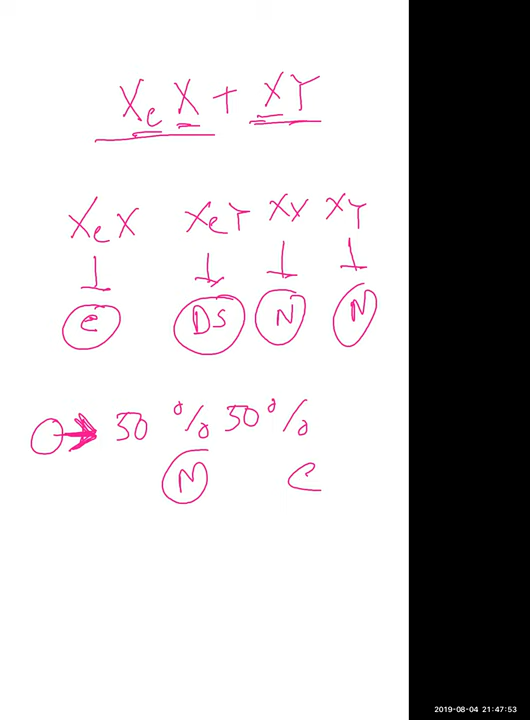 XeX + XY
XeX XeY XX XY
e DS N N
50 % 50 %
N C
2019-08-04 21:47:53